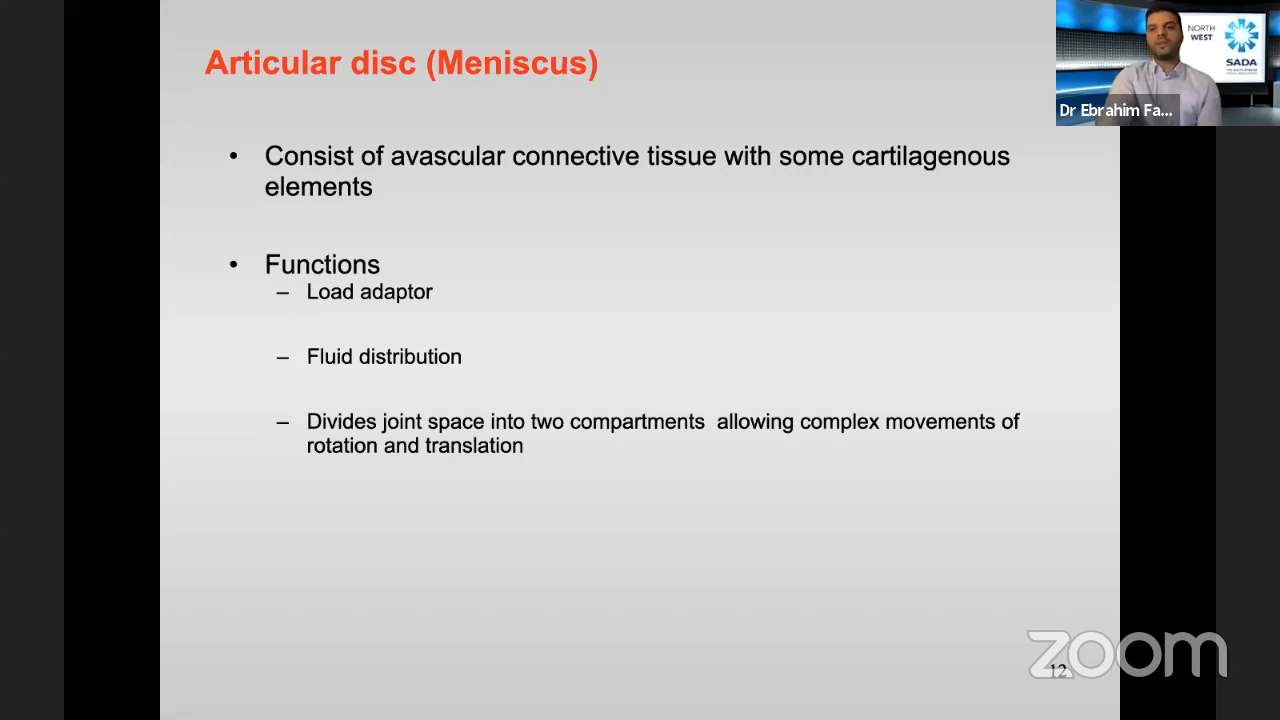 Articular disc (Meniscus)
NORTH
WEST
SADA
Dr Ebrahim Fa...
• Consist of avascular connective tissue with some cartilagenous
elements
• Functions
– Load adaptor
– Fluid distribution
– Divides joint space into two compartments allowing complex movements of
rotation and translation
zoom
12